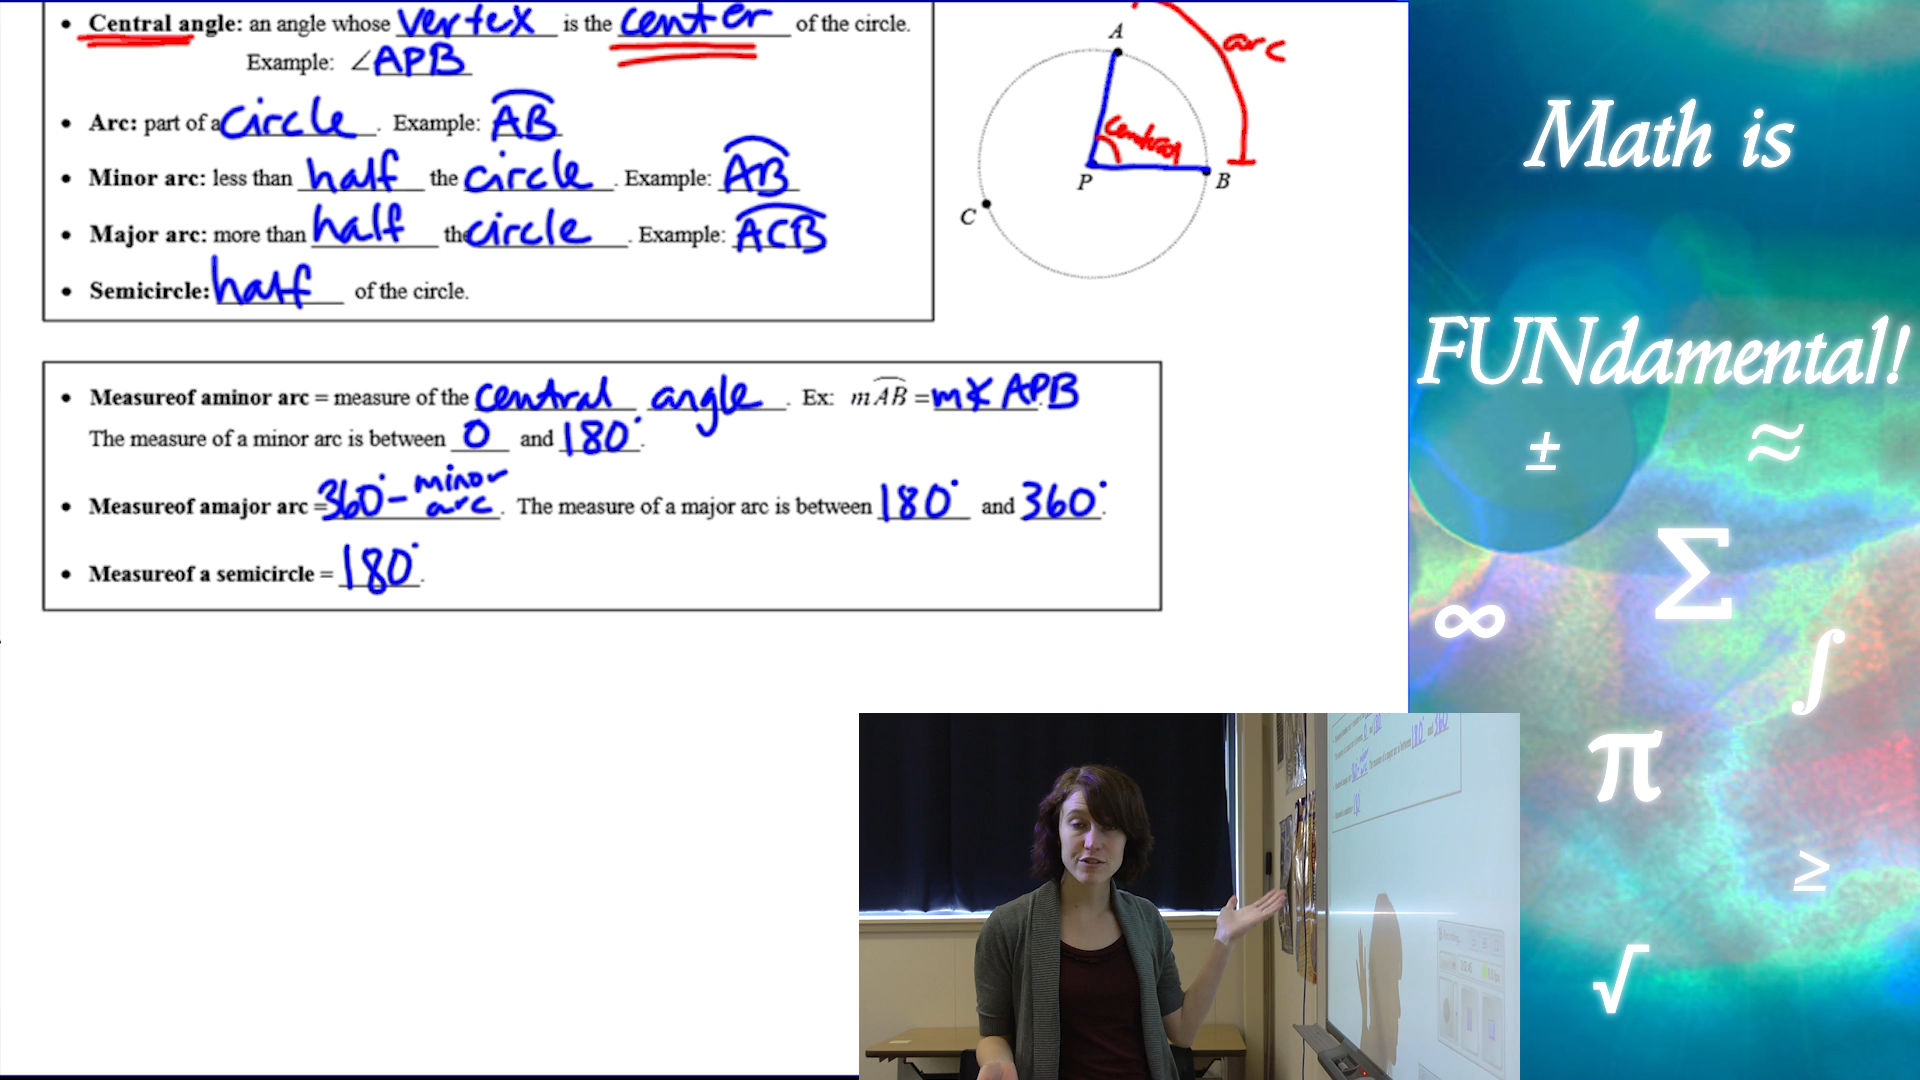 • Central angle: an angle whose vertex is the center of the circle.
Example: ∠APB
• Arc: part of a circle. Example: AB
• Minor arc: less than half the circle. Example: AB
• Major arc: more than half the circle. Example: ACB
• Semicircle: half of the circle.
A
arc
central
P
B
C
• Measureof aminor arc = measure of the central angle. Ex: mAB = m∠APB
The measure of a minor arc is between 0 and 180°.
• Measureof amajor arc = 360° - minor arc. The measure of a major arc is between 180° and 360°.
• Measureof a semicircle = 180°.
Math is
FUNdamental!
± ≈
Σ
∞
∫
π
≥
√